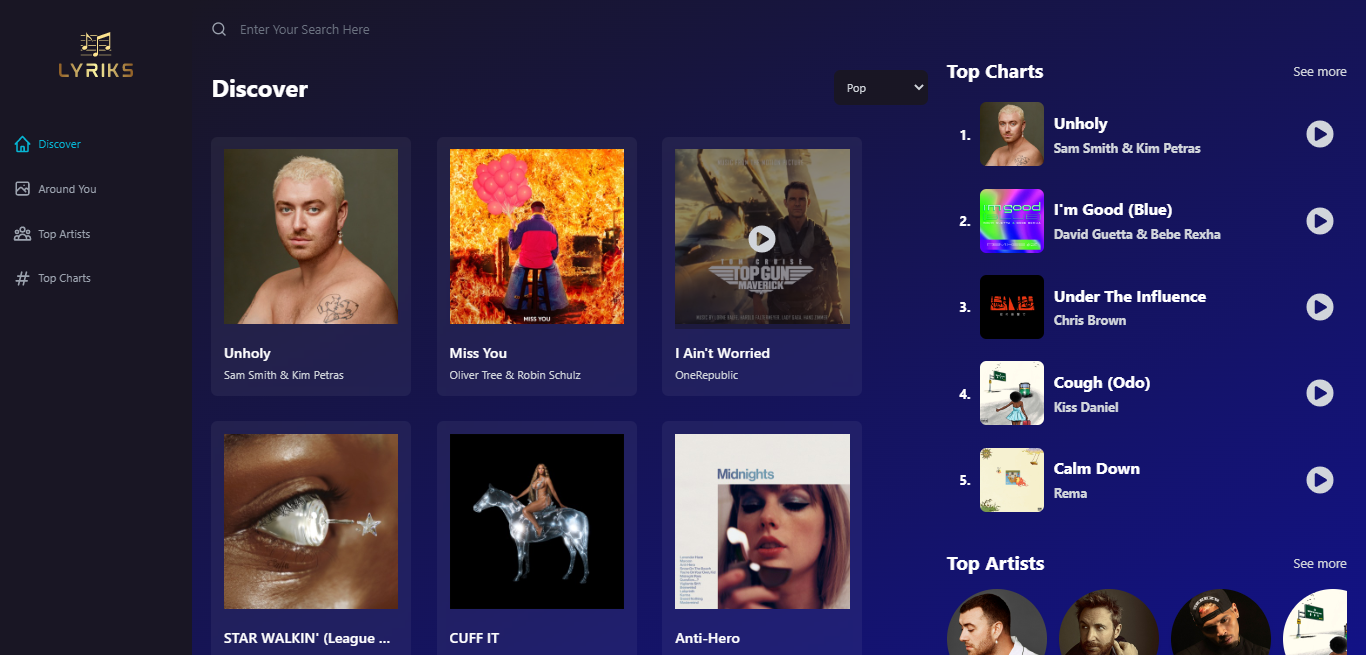 LYRIKS
Discover
Around You
Top Artists
Top Charts
Enter Your Search Here
Discover
Pop
Unholy
Sam Smith & Kim Petras
MISS YOU
Miss You
Oliver Tree & Robin Schulz
TOM CRUISE
TOP GUN
MAVERICK
I Ain't Worried
OneRepublic
STAR WALKIN' (League ...
CUFF IT
Midnights
Anti-Hero
Top Charts
See more
1.
Unholy
Sam Smith & Kim Petras
2.
im good
I'm Good (Blue)
David Guetta & Bebe Rexha
3.
Under The Influence
Chris Brown
4.
Cough (Odo)
Kiss Daniel
5.
Calm Down
Rema
Top Artists
See more